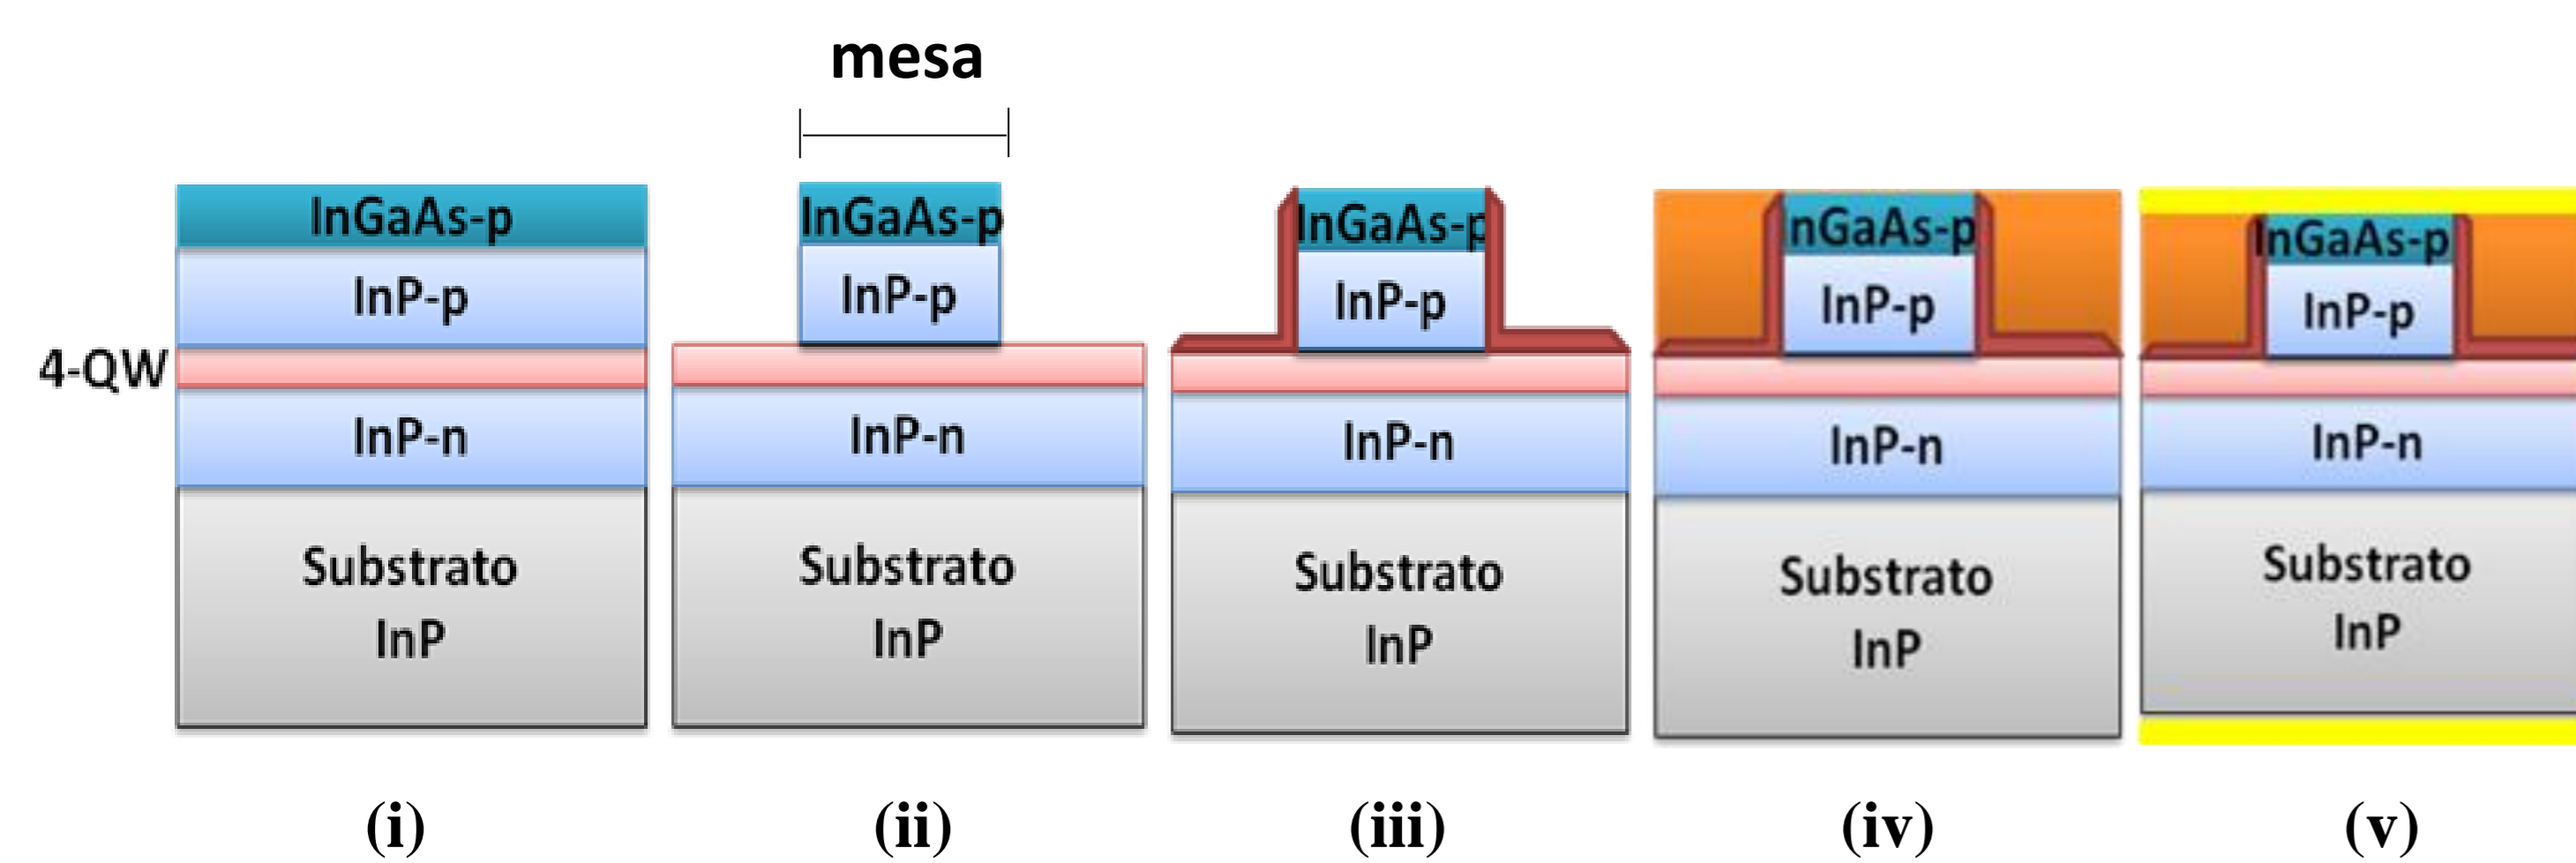 mesa
InGaAs-p
InP-p
4-QW
InP-n
Substrato
InP
(i)
InGaAs-p
InP-p
InP-n
Substrato
InP
(ii)
InGaAs-p
InP-p
InP-n
Substrato
InP
(iii)
InGaAs-p
InP-p
InP-n
Substrato
InP
(iv)
InGaAs-p
InP-p
InP-n
Substrato
InP
(v)